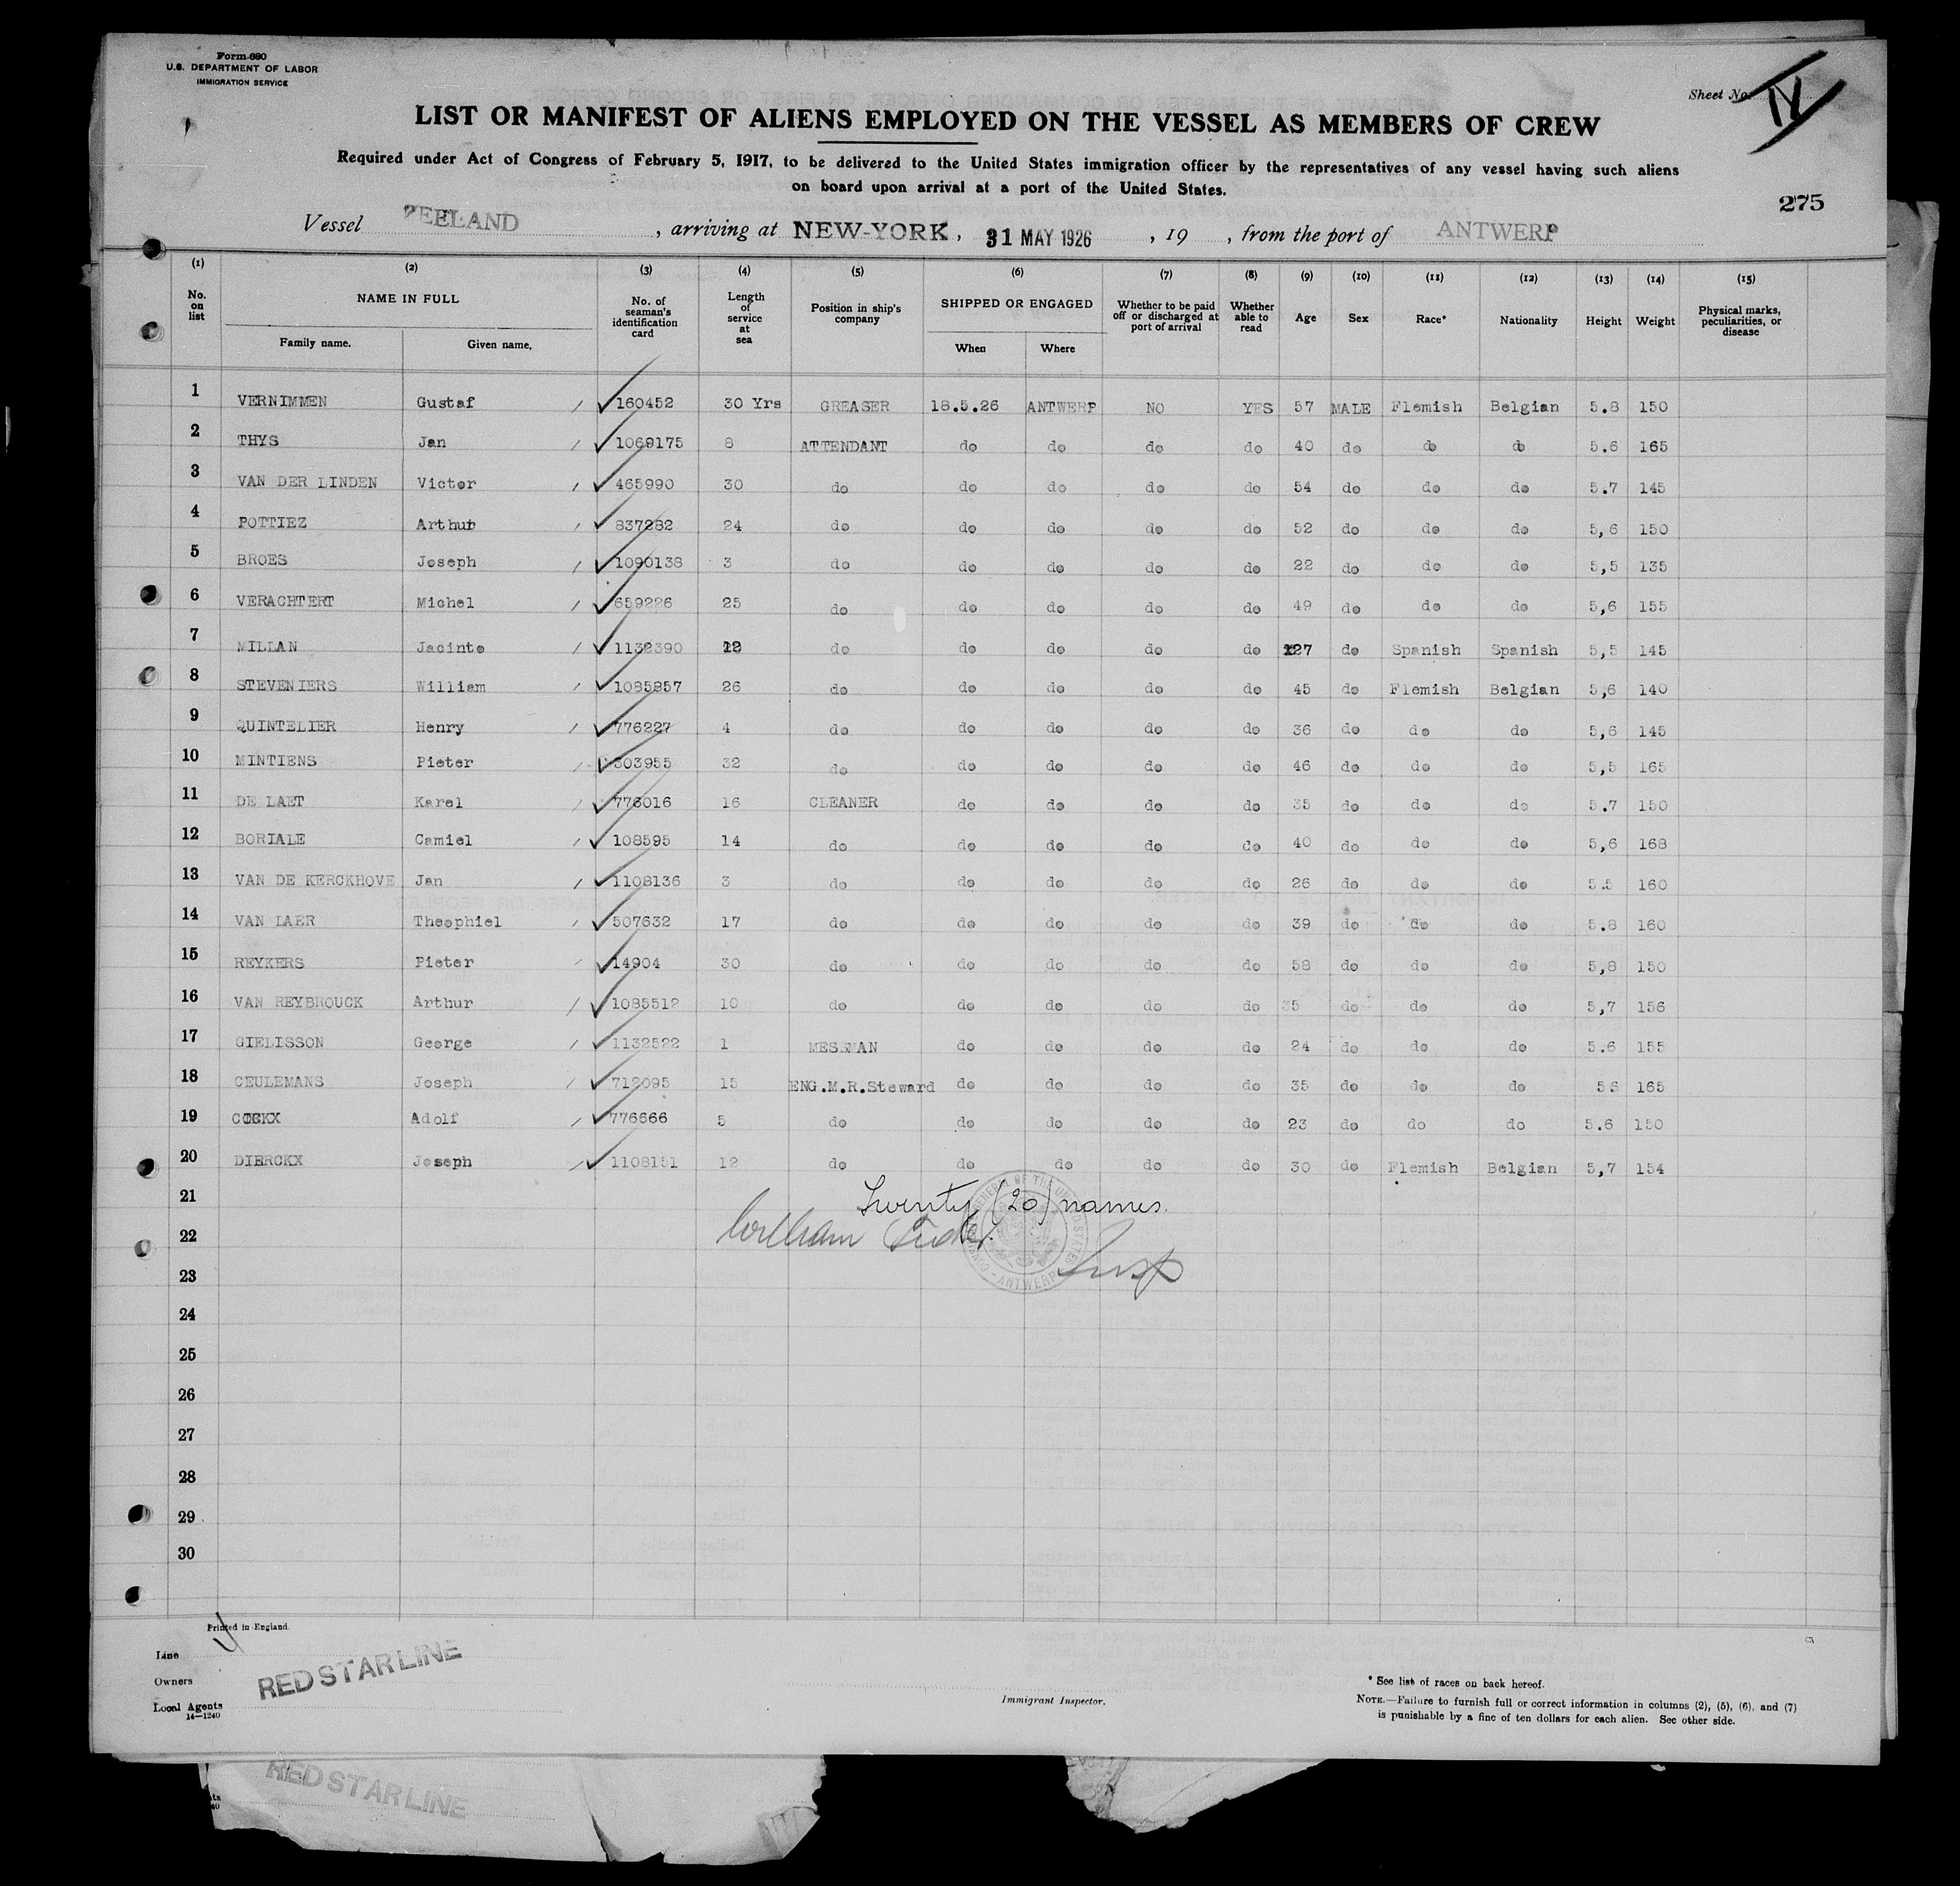 Form 680
U.S. DEPARTMENT OF LABOR
IMMIGRATION SERVICE
Sheet No. IX
LIST OR MANIFEST OF ALIENS EMPLOYED ON THE VESSEL AS MEMBERS OF CREW
Required under Act of Congress of February 5, 1917, to be delivered to the United States immigration officer by the representatives of any vessel having such aliens
on board upon arrival at a port of the United States.
275
Vessel ZEELAND, arriving at NEW-YORK, 31 MAY 1926, 19 , from the port of ANTWERP
(1) (2) (3) (4) (5) (6) (7) (8) (9) (10) (11) (12) (13) (14) (15)
No. on list NAME IN FULL Family name. Given name. No. of seaman's identification card Length of service at sea Position in ship's company SHIPPED OR ENGAGED When Where Whether to be paid off or discharged at port of arrival Whether able to read Age Sex Race* Nationality Height Weight Physical marks, peculiarities, or disease
1 VERNIMMEN Gustaf 160452 30 Yrs GREASER 18.5.26 ANTWERP NO YES 57 MALE Flemish Belgian 5.8 150
2 THYS Jan 1069175 8 ATTENDANT do do do do 40 do do do 5.6 165
3 VAN DER LINDEN Victor 465990 30 do do do do do 54 do do do 5.7 145
4 POTTIEZ Arthur 837282 24 do do do do do 52 do do do 5,6 150
5 BROES Joseph 1090138 3 do do do do do 22 do do do 5,5 135
6 VERACHTERT Michel 659226 25 do do do do do 49 do do do 5,6 155
7 MILLAN Jacinto 1132390 do do do do do 27 do Spanish Spanish 5,5 145
8 STEVENIERS William 1085857 26 do do do do do 45 do Flemish Belgian 5,6 140
9 QUINTELIER Henry 776227 4 do do do do do 36 do do do 5,6 145
10 MINTIENS Pieter 303955 32 do do do do do 46 do do do 5,5 165
11 DE LAET Karel 776016 16 CLEANER do do do do 35 do do do 5.7 150
12 BORIALE Camiel 108595 14 do do do do do 40 do do do 5,6 168
13 VAN DE KERCKHOVE Jan 1108136 3 do do do do do 26 do do do 5.5 160
14 VAN LAER Theophiel 507632 17 do do do do do 39 do do do 5.8 160
15 REYKERS Pieter 14904 30 do do do do do 58 do do do 5,8 150
16 VAN REYBROUCK Arthur 1085512 10 do do do do do 35 do do do 5,7 156
17 GIELISSON George 1132522 1 MESSMAN do do do do 24 do do do 5.6 155
18 CEULEMANS Joseph 712095 15 ENG.M.R.Steward do do do do 35 do do do 56 165
19 Adolf 776666 5 do do do do do 23 do do do 5.6 150
20 DIERCKX Joseph 1108151 12 do do do do do 30 do Flemish Belgian 5,7 154
21
Twenty (20) names.
22
William
23
Insp
24
25
26
27
28
29
30
Printed in England.
Line
Owners
RED STAR LINE
Local Agents
14—1240
Immigrant Inspector.
* See list of races on back hereof.
NOTE.—Failure to furnish full or correct information in columns (2), (5), (6), and (7)
is punishable by a fine of ten dollars for each alien. See other side.
RED STAR LINE